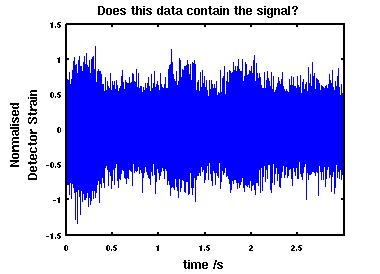 Does this data contain the signal?
1.5
1
0.5
0
-0.5
-1
-1.5
Normalised
Detector Strain
0 0.5 1 1.5 2 2.5
time /s